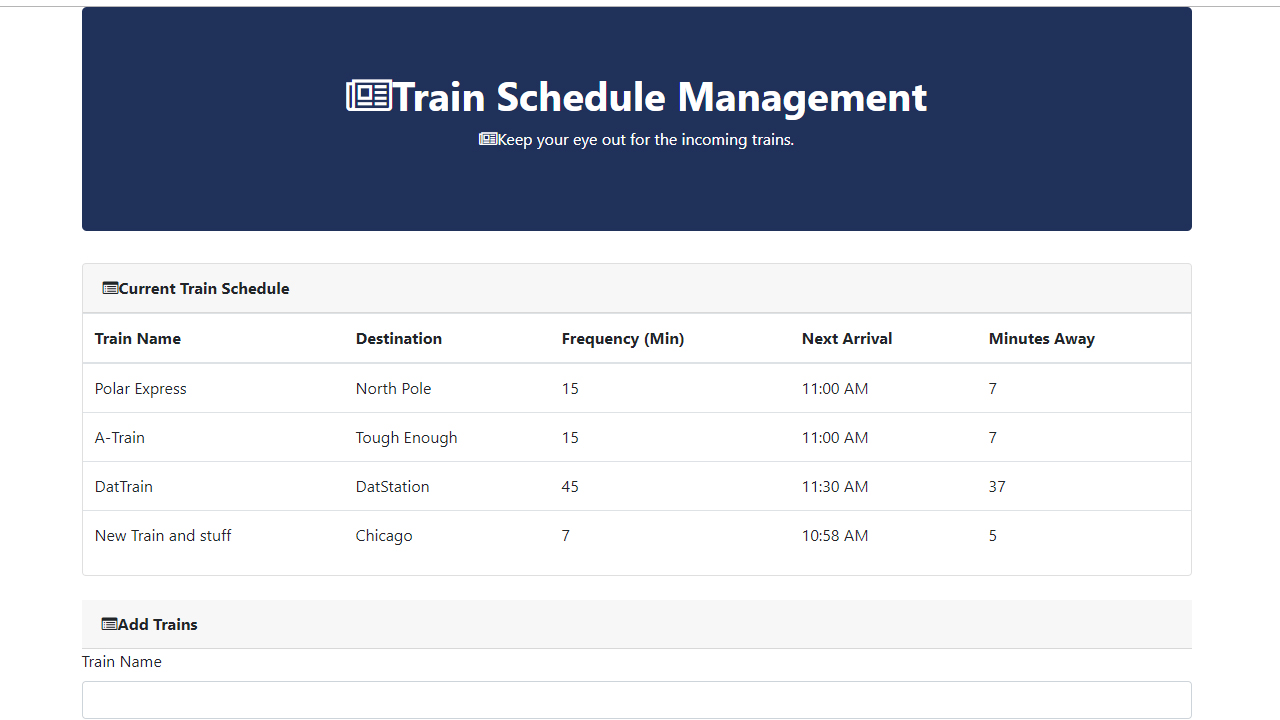 Train Schedule Management
Keep your eye out for the incoming trains.
Current Train Schedule
Train Name Destination Frequency (Min) Next Arrival Minutes Away
Polar Express North Pole 15 11:00 AM 7
A-Train Tough Enough 15 11:00 AM 7
DatTrain DatStation 45 11:30 AM 37
New Train and stuff Chicago 7 10:58 AM 5
Add Trains
Train Name